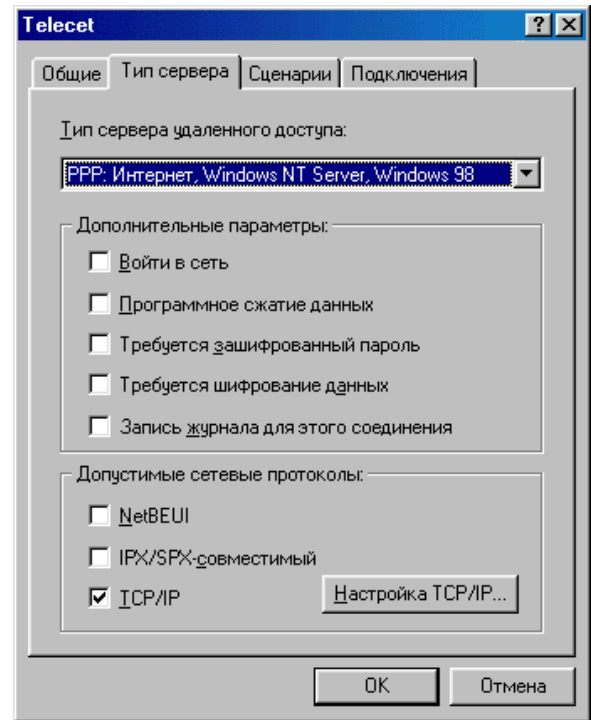 Telecet
Общие Тип сервера Сценарии Подключения
Тип сервера удаленного доступа:
PPP: Интернет, Windows NT Server, Windows 98
Дополнительные параметры:
Войти в сеть
Программное сжатие данных
Требуется зашифрованный пароль
Требуется шифрование данных
Запись журнала для этого соединения
Допустимые сетевые протоколы:
NetBEUI
IPX/SPX-совместимый
TCP/IP Настройка TCP/IP...
OK Отмена